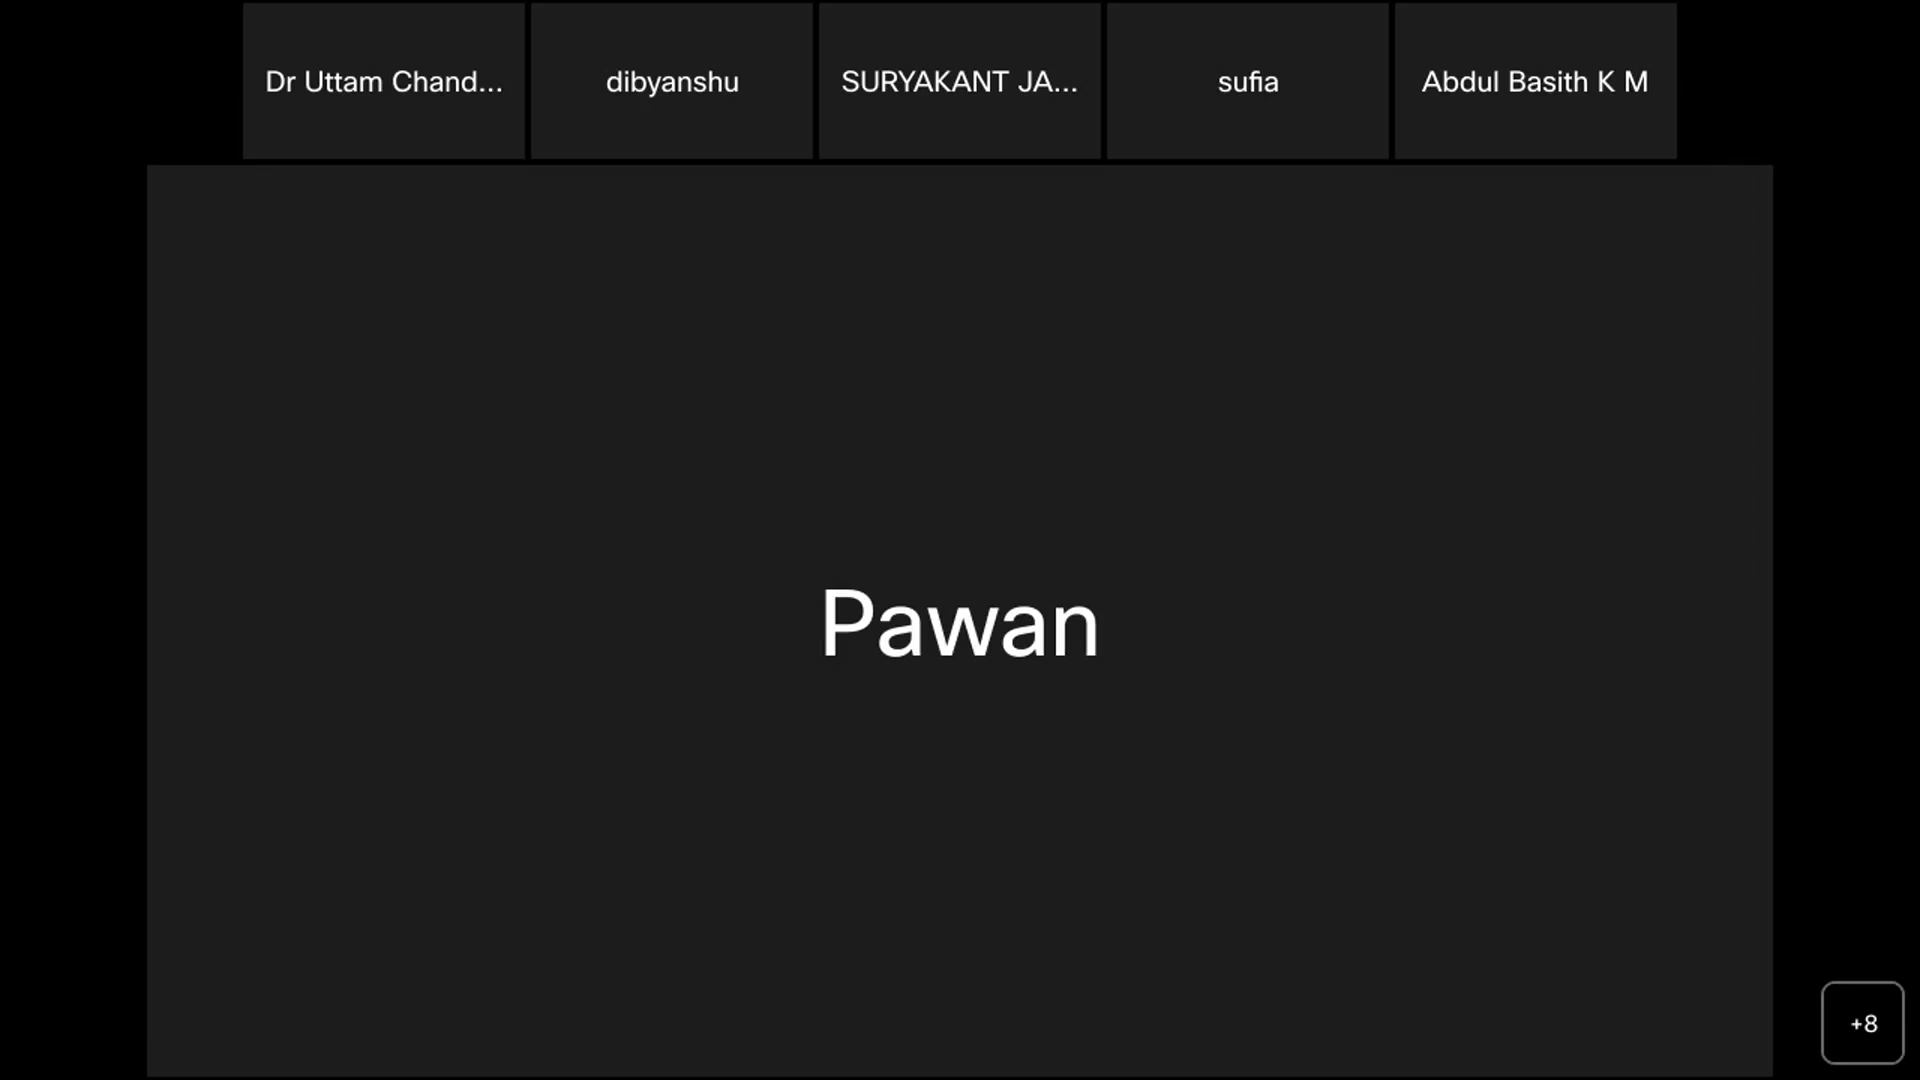 Dr Uttam Chand...
dibyanshu
SURYAKANT JA...
sufia
Abdul Basith K M
Pawan
+8